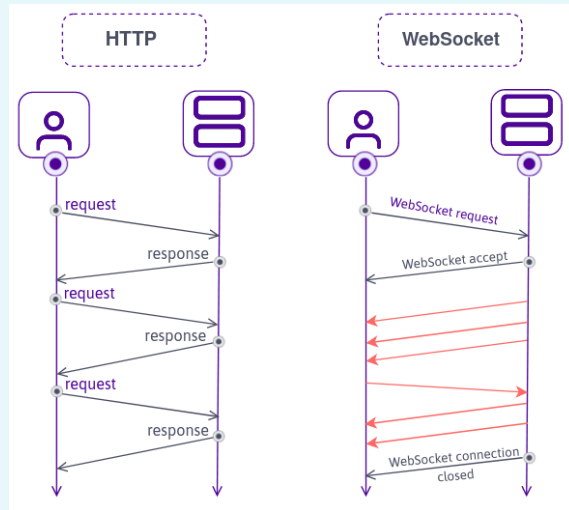 HTTP
WebSocket
request
response
request
response
request
response
WebSocket request
WebSocket accept
WebSocket connection
closed